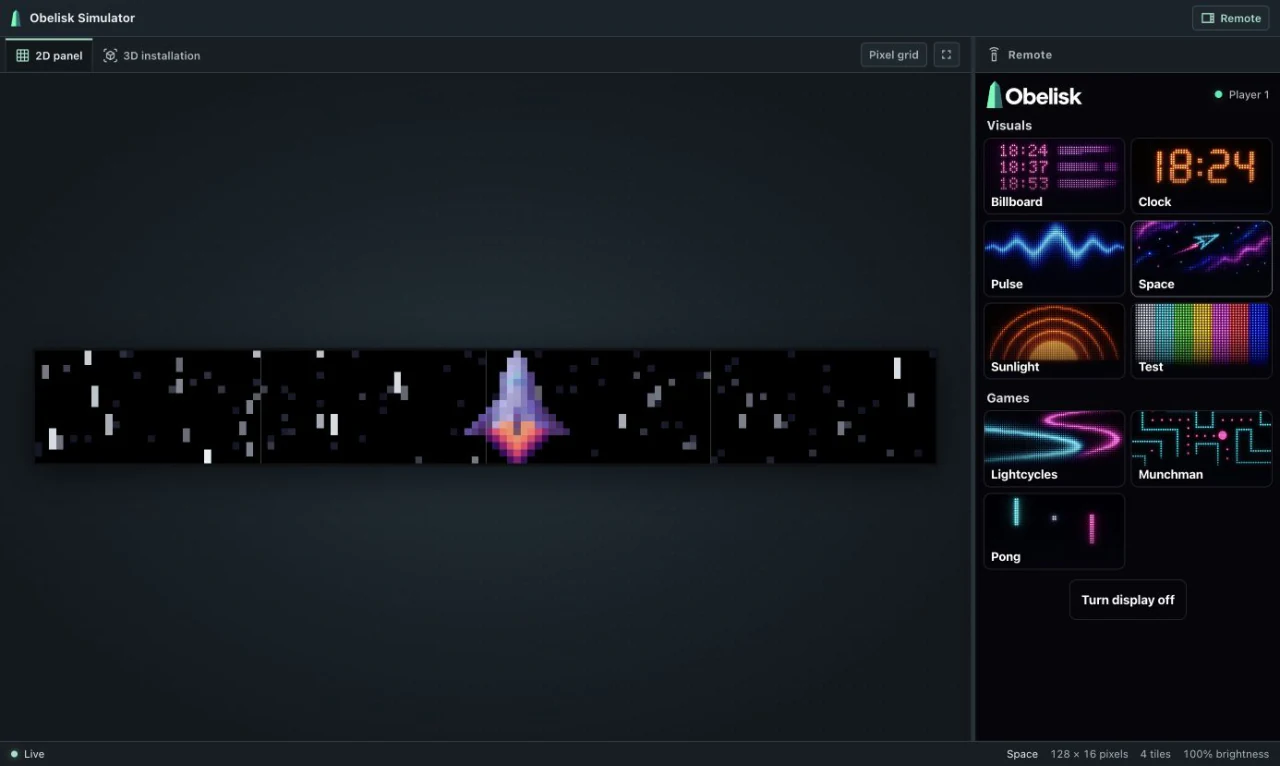 Obelisk Simulator
Remote
2D panel
3D installation
Pixel grid
Remote
Obelisk
Player 1
Visuals
18:24
18:37
18:53
Billboard
18:24
Clock
Pulse
Space
Sunlight
Test
Games
Lightcycles
Munchman
Pong
Turn display off
Live
Space 128 × 16 pixels 4 tiles 100% brightness